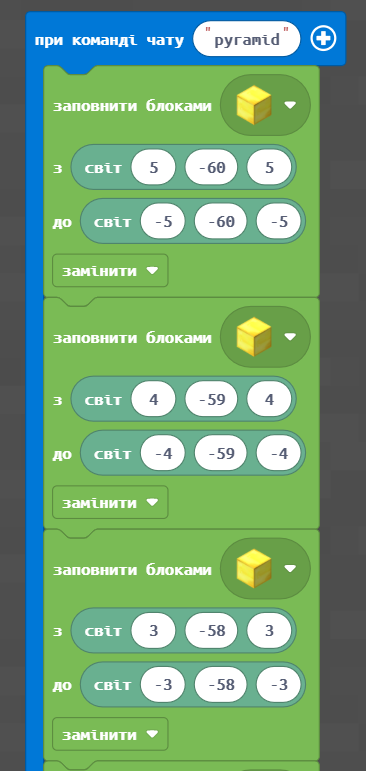 при команді чату "pyramid"
заповнити блоками
з світ 5 -60 5
до світ -5 -60 -5
замінити
заповнити блоками
з світ 4 -59 4
до світ -4 -59 -4
замінити
заповнити блоками
з світ 3 -58 3
до світ -3 -58 -3
замінити